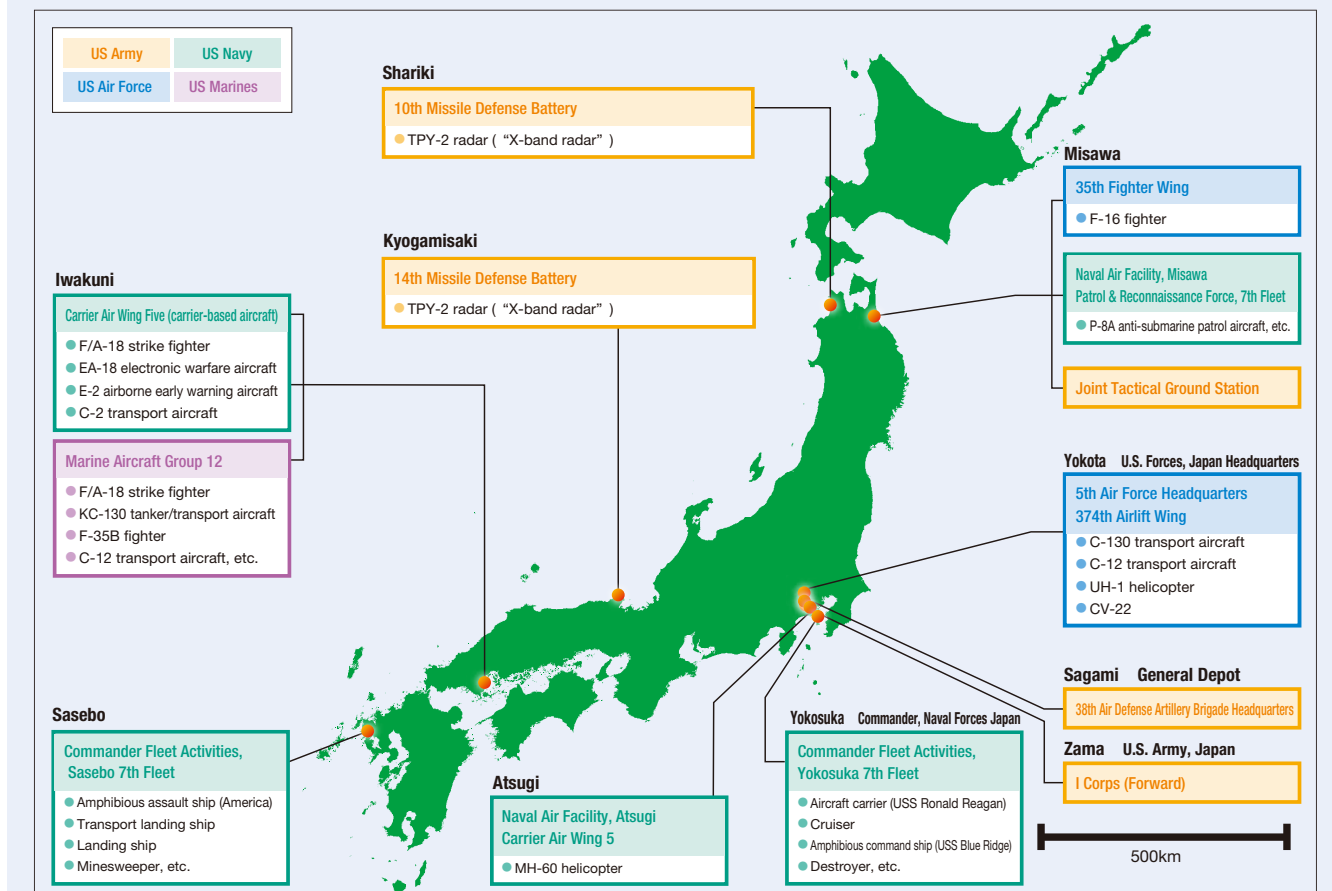 US Army
US Navy
US Air Force
US Marines
Shariki
10th Missile Defense Battery
TPY-2 radar ( “X-band radar” )
Kyogamisaki
14th Missile Defense Battery
TPY-2 radar ( “X-band radar” )
Iwakuni
Carrier Air Wing Five (carrier-based aircraft)
F/A-18 strike fighter
EA-18 electronic warfare aircraft
E-2 airborne early warning aircraft
C-2 transport aircraft
Marine Aircraft Group 12
F/A-18 strike fighter
KC-130 tanker/transport aircraft
F-35B fighter
C-12 transport aircraft, etc.
Sasebo
Commander Fleet Activities,
Sasebo 7th Fleet
Amphibious assault ship (America)
Transport landing ship
Landing ship
Minesweeper, etc.
Atsugi
Naval Air Facility, Atsugi
Carrier Air Wing 5
MH-60 helicopter
Yokosuka Commander, Naval Forces Japan
Commander Fleet Activities,
Yokosuka 7th Fleet
Aircraft carrier (USS Ronald Reagan)
Cruiser
Amphibious command ship (USS Blue Ridge)
Destroyer, etc.
Misawa
35th Fighter Wing
F-16 fighter
Naval Air Facility, Misawa
Patrol & Reconnaissance Force, 7th Fleet
P-8A anti-submarine patrol aircraft, etc.
Joint Tactical Ground Station
Yokota U.S. Forces, Japan Headquarters
5th Air Force Headquarters
374th Airlift Wing
C-130 transport aircraft
C-12 transport aircraft
UH-1 helicopter
CV-22
Sagami General Depot
38th Air Defense Artillery Brigade Headquarters
Zama U.S. Army, Japan
I Corps (Forward)
500km